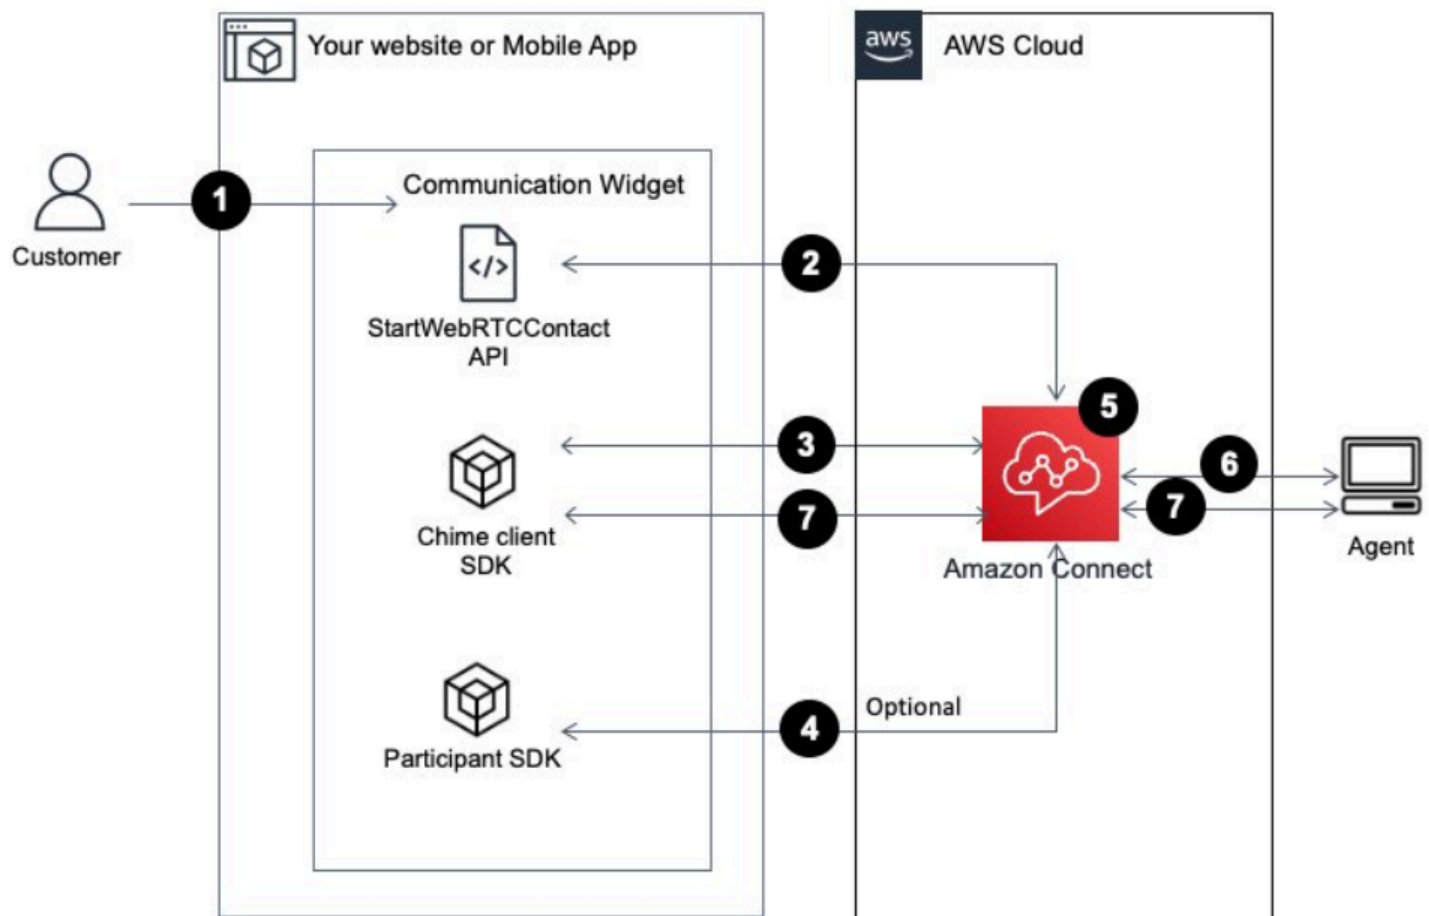 Your website or Mobile App
aws
AWS Cloud
Communication Widget
1
Customer
2
</>
StartWebRTCContact
API
5
3
6
7
7
Chime client
SDK
Agent
Amazon Connect
Optional
4
Participant SDK